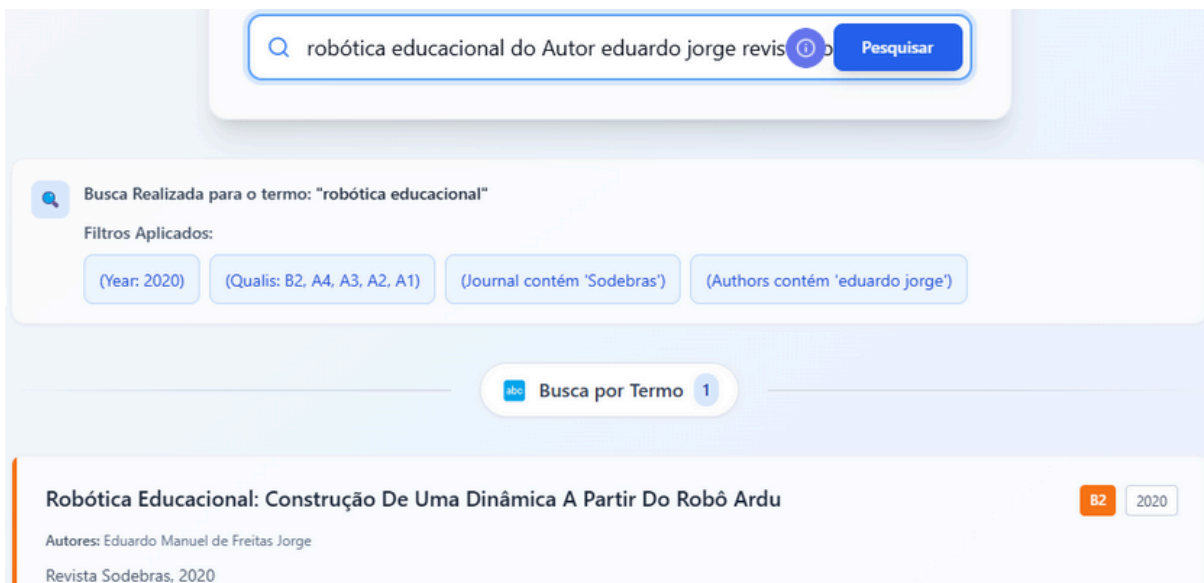 robótica educacional do Autor eduardo jorge revis
Pesquisar
Busca Realizada para o termo: "robótica educacional"
Filtros Aplicados:
(Year: 2020) (Qualis: B2, A4, A3, A2, A1) (Journal contém 'Sodebras') (Authors contém 'eduardo jorge')
abc Busca por Termo 1
Robótica Educacional: Construção De Uma Dinâmica A Partir Do Robô Ardu
B2 2020
Autores: Eduardo Manuel de Freitas Jorge
Revista Sodebras, 2020